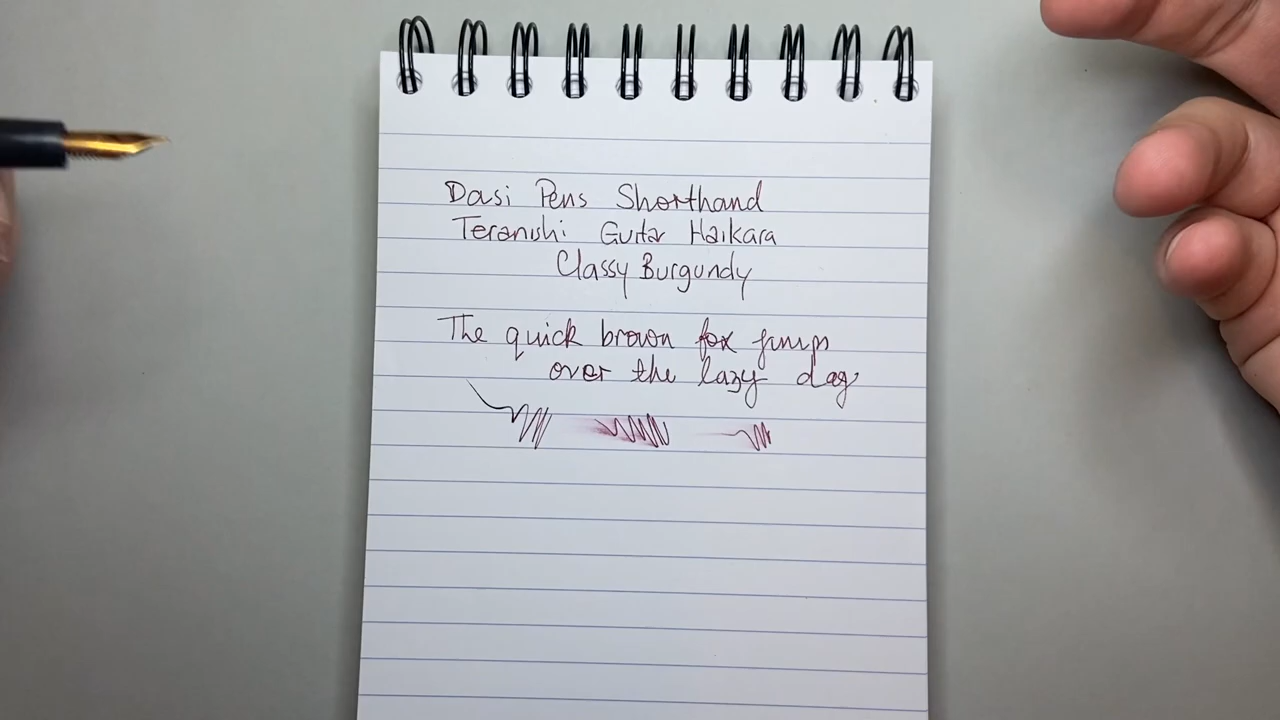 Dasi Pens Shorthand
Teranishi Guitar Haikara
Classy Burgundy
The quick brown fox jumps
over the lazy dog